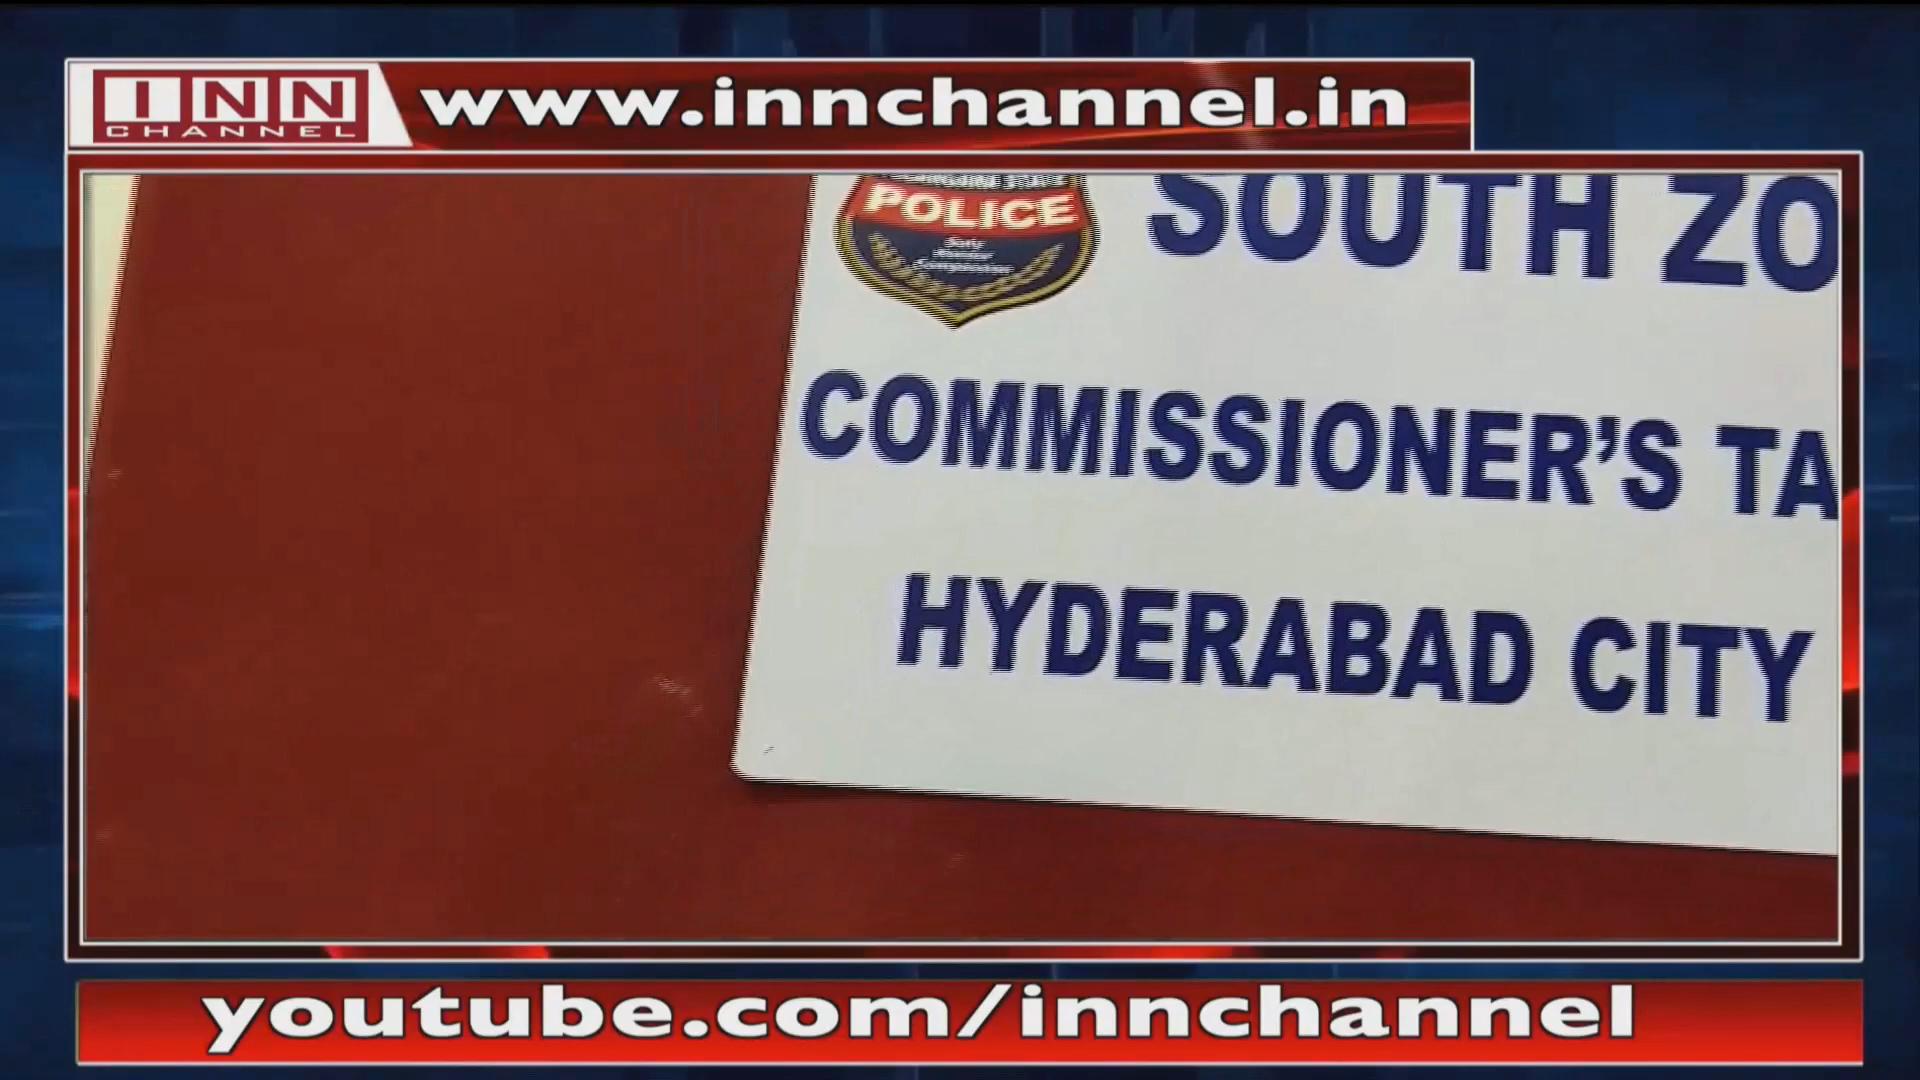 INN
CHANNEL
www.innchannel.in
POLICE
SOUTH ZO
COMMISSIONER'S TA
HYDERABAD CITY
youtube.com/innchannel